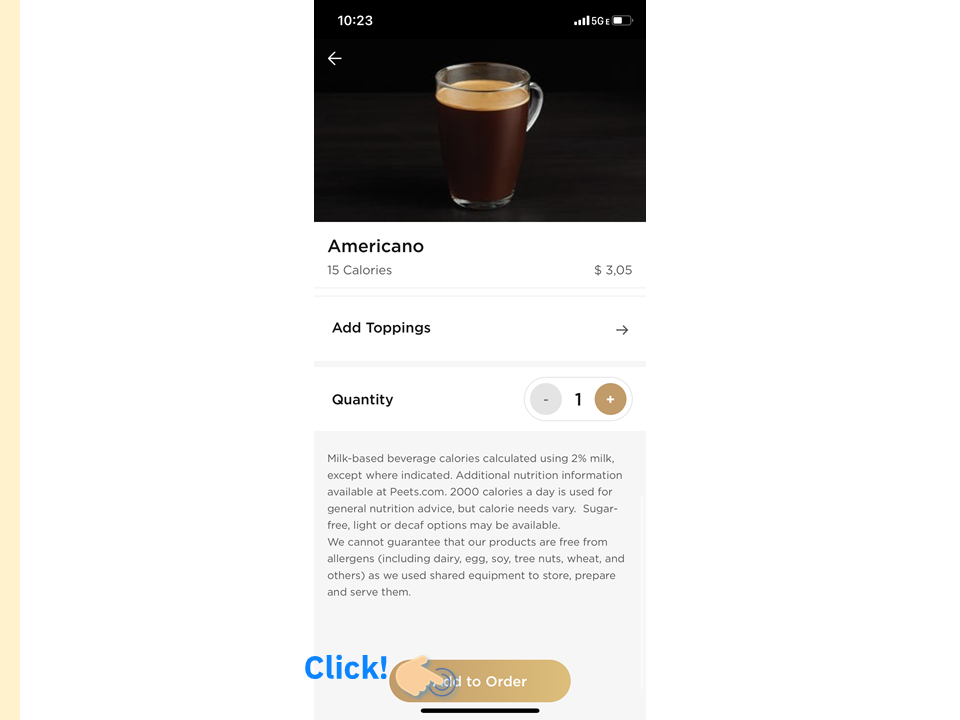 10:23
5G E
Americano
15 Calories
$ 3,05
Add Toppings
Quantity
- 1 +
Milk-based beverage calories calculated using 2% milk,
except where indicated. Additional nutrition information
available at Peets.com. 2000 calories a day is used for
general nutrition advice, but calorie needs vary.  Sugar-
free, light or decaf options may be available.
We cannot guarantee that our products are free from
allergens (including dairy, egg, soy, tree nuts, wheat, and
others) as we used shared equipment to store, prepare
and serve them.
Click!
to Order